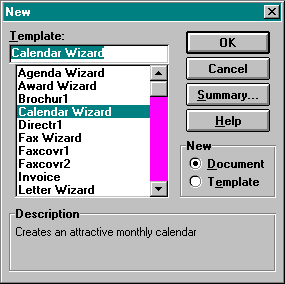 New
Template:
Calendar Wizard
Agenda Wizard
Award Wizard
Brochur1
Calendar Wizard
Directr1
Fax Wizard
Faxcovr1
Faxcovr2
Invoice
Letter Wizard
OK
Cancel
Summary...
Help
New
Document
Template
Description
Creates an attractive monthly calendar